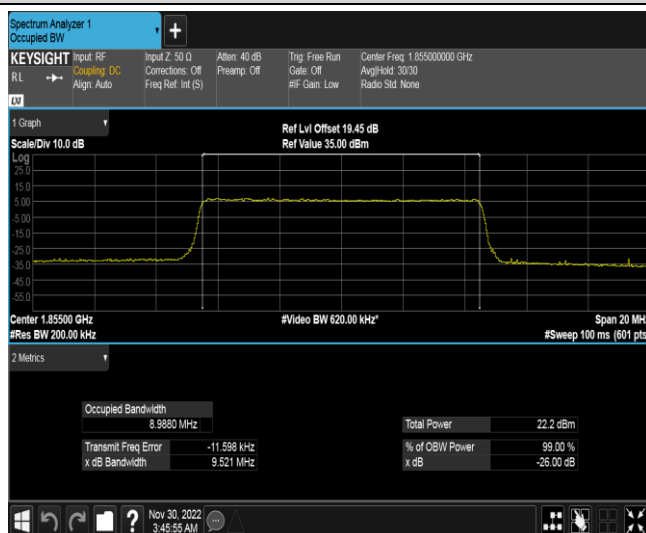 Spectrum Analyzer 1
Occupied BW
+
KEYSIGHT
RL
LXI
Input: RF
Coupling: DC
Align: Auto
Input Z: 50 Ω
Corrections: Off
Freq Ref: Int (S)
Atten: 40 dB
Preamp: Off
Trig: Free Run
Gate: Off
#IF Gain: Low
Center Freq: 1.855000000 GHz
Avg|Hold: 30/30
Radio Std: None
1 Graph
Scale/Div 10.0 dB
Ref Lvl Offset 19.45 dB
Ref Value 35.00 dBm
Log
25.0
15.0
5.00
-5.00
-15.0
-25.0
-35.0
-45.0
-55.0
Center 1.85500 GHz
#Res BW 200.00 kHz
#Video BW 620.00 kHz*
Span 20 MHz
#Sweep 100 ms (601 pts
2 Metrics
Occupied Bandwidth
8.9880 MHz
Transmit Freq Error -11.598 kHz
x dB Bandwidth 9.521 MHz
Total Power 22.2 dBm
% of OBW Power 99.00 %
x dB -26.00 dB
?
Nov 30, 2022
3:45:55 AM